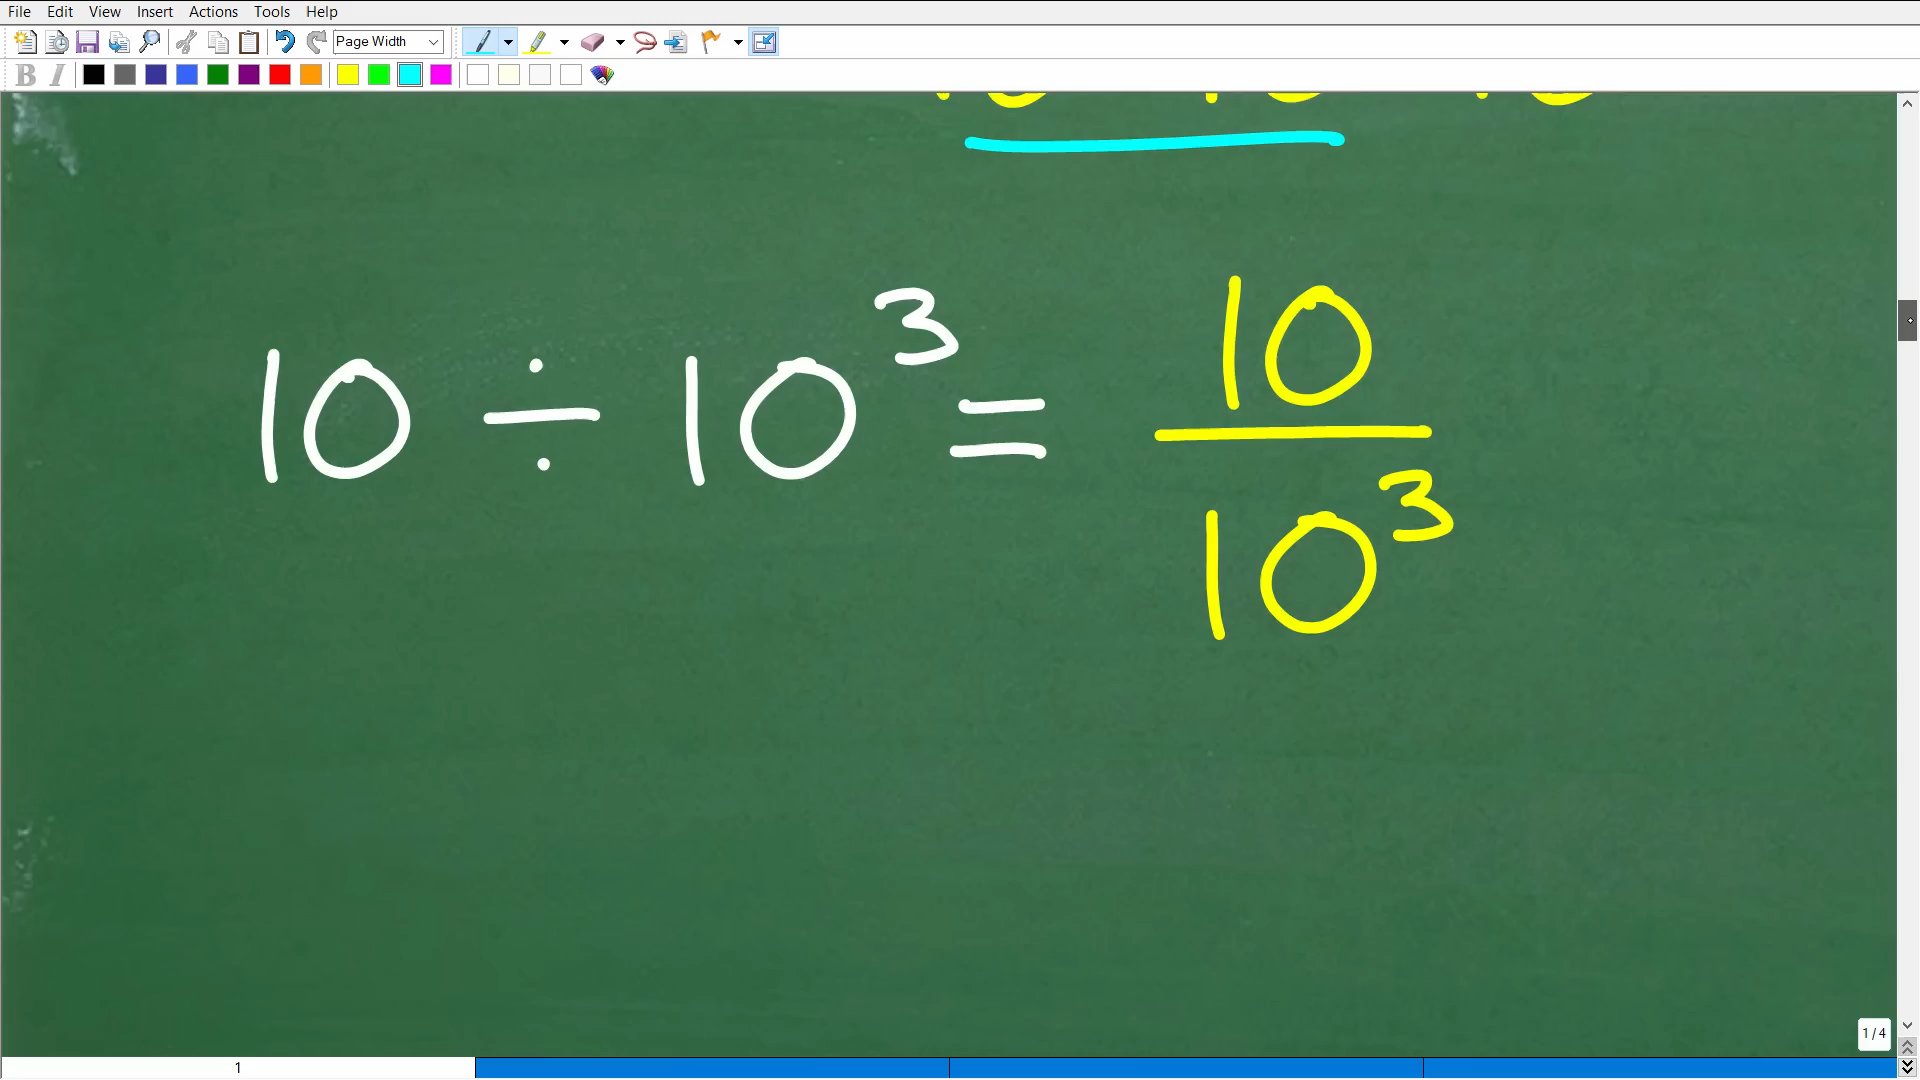 File Edit View Insert Actions Tools Help
Page Width
B I
10 ÷ 10³ = 10 / 10³
1 / 4
1